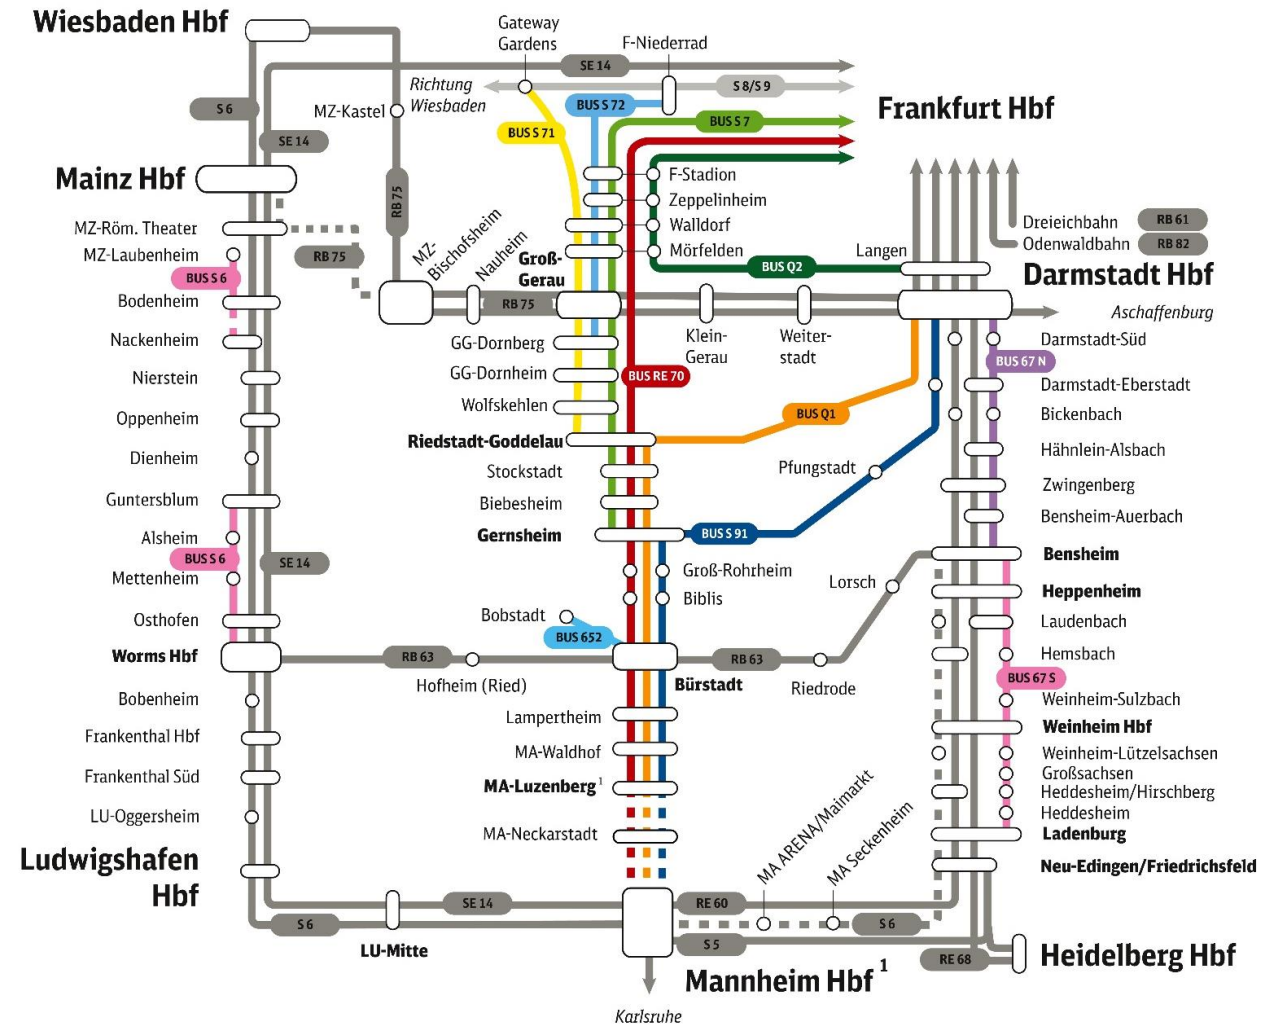 Wiesbaden Hbf
Gateway
Gardens
F-Niederrad
SE 14
Richtung
Wiesbaden
S 8/S 9
S 6
MZ-Kastel
BUS S 72
Frankfurt Hbf
BUS S 7
BUS S 71
SE 14
Mainz Hbf
F-Stadion
RB 75
Zeppelinheim
MZ-Röm. Theater
Walldorf
Dreieichbahn
RB 61
Odenwaldbahn
RB 82
MZ-Laubenheim
RB 75
MZ-
Bischofsheim
Nauheim
Groß-
Gerau
Mörfelden
Langen
BUS Q2
Darmstadt Hbf
BUS S 6
Bodenheim
RB 75
Aschaffenburg
Nackenheim
GG-Dornberg
Klein-
Gerau
Weiter-
stadt
Darmstadt-Süd
BUS 67 N
Nierstein
GG-Dornheim
BUS RE 70
Darmstadt-Eberstadt
Wolfskehlen
BUS Q1
Bickenbach
Oppenheim
Riedstadt-Goddelau
Hähnlein-Alsbach
Dienheim
Stockstadt
Pfungstadt
Zwingenberg
Guntersblum
Biebesheim
Bensheim-Auerbach
Alsheim
Gernsheim
BUS S 91
BUS S 6
SE 14
Bensheim
Mettenheim
Groß-Rohrheim
Lorsch
Heppenheim
Biblis
Osthofen
Bobstadt
BUS 652
Laudenbach
Worms Hbf
RB 63
RB 63
Hemsbach
Hofheim (Ried)
Bürstadt
Riedrode
BUS 67 S
Bobenheim
Weinheim-Sulzbach
Lampertheim
Weinheim Hbf
Frankenthal Hbf
MA-Waldhof
Weinheim-Lützelsachsen
Frankenthal Süd
MA-Luzenberg 1
Großsachsen
Heddesheim/Hirschberg
LU-Oggersheim
Heddesheim
MA-Neckarstadt
MA ARENA/Maimarkt
MA Seckenheim
Ladenburg
Ludwigshafen
Hbf
Neu-Edingen/Friedrichsfeld
SE 14
RE 60
S 6
S 6
LU-Mitte
S 5
RE 68
Heidelberg Hbf
Mannheim Hbf 1
Karlsruhe